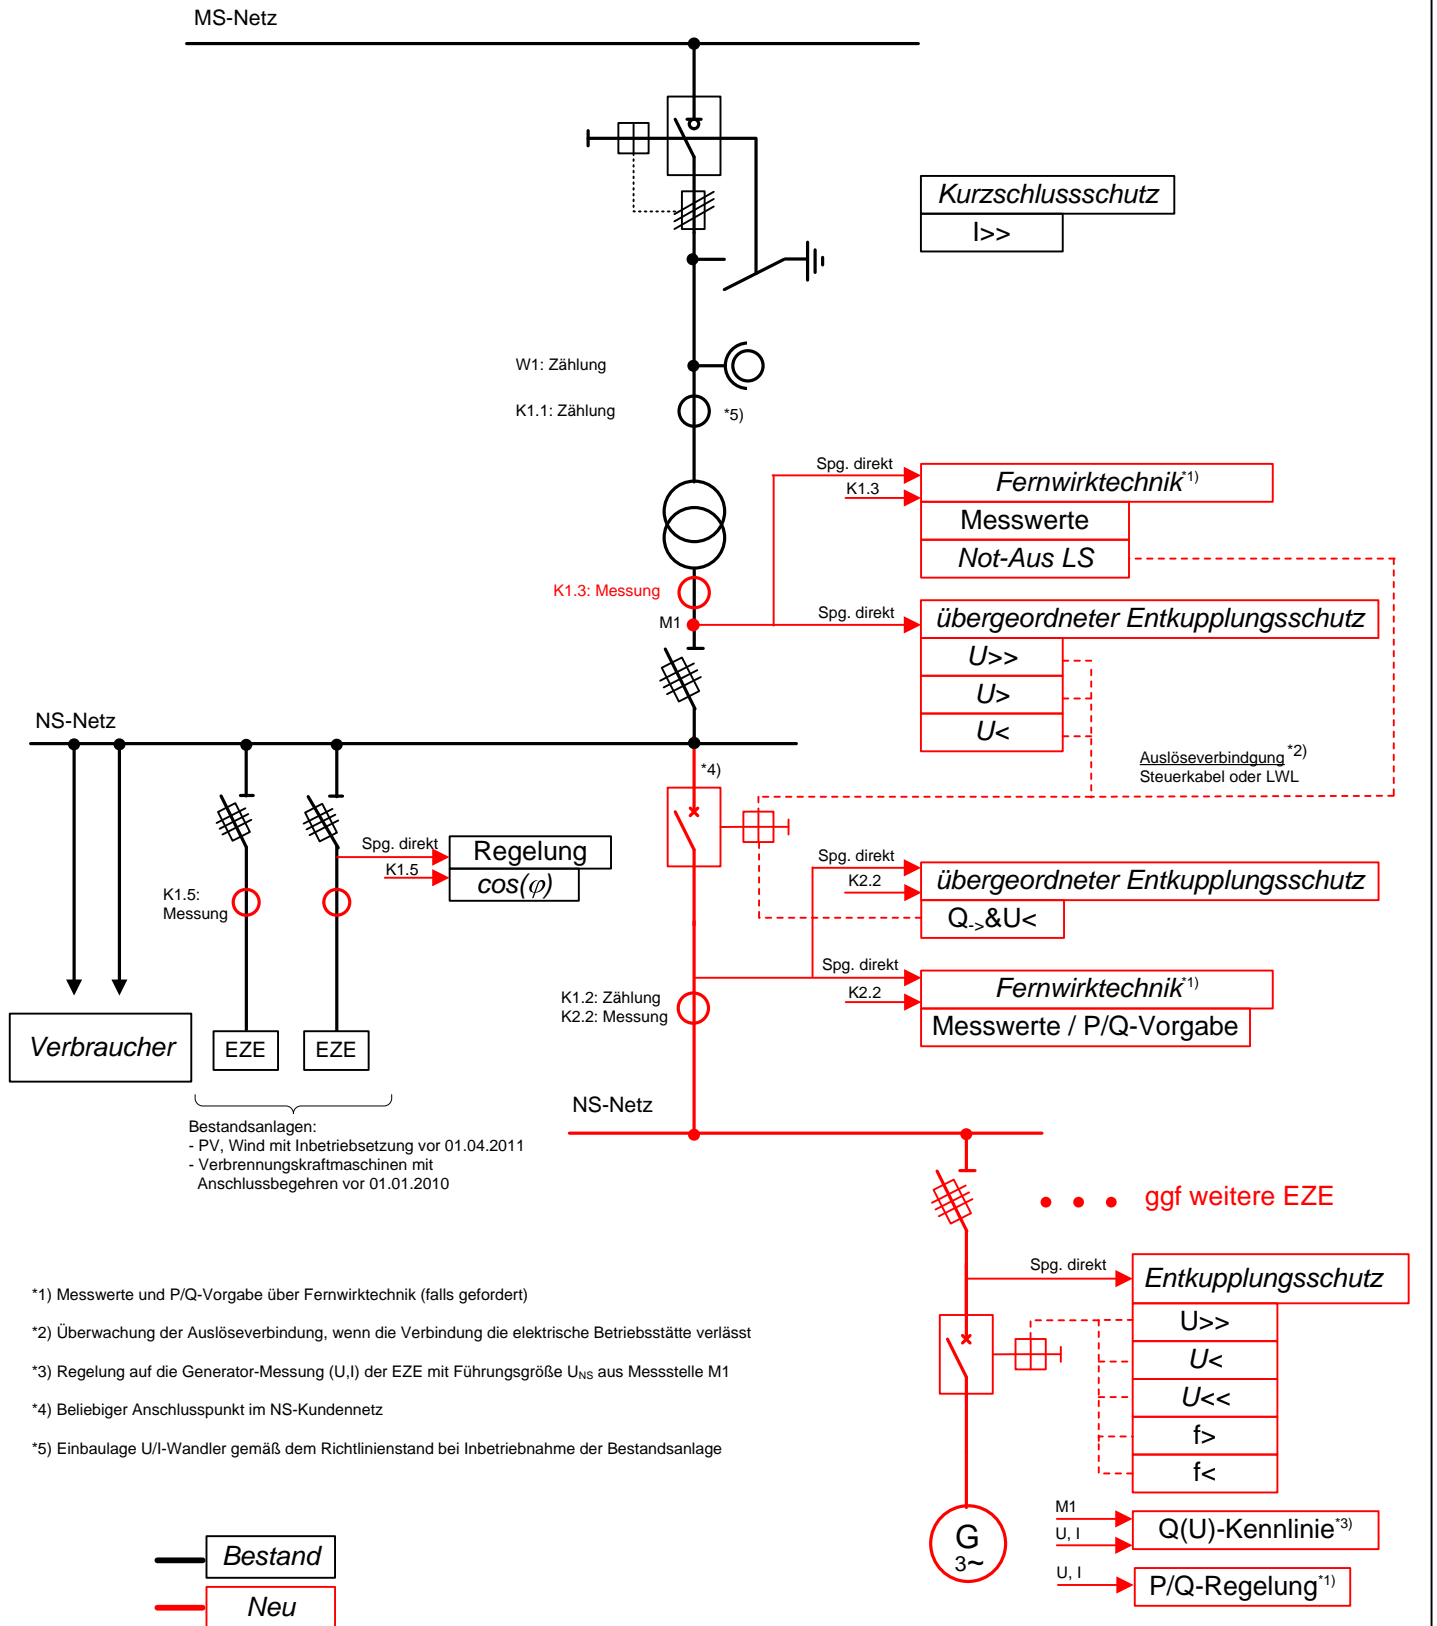 MS-Netz
Kurzschlussschutz
I>>
W1: Zählung
K1.1: Zählung
*5)
Spg. direkt
K1.3
Fernwirktechnik*1)
Messwerte
Not-Aus LS
K1.3: Messung
M1
Spg. direkt
übergeordneter Entkupplungsschutz
U>>
U>
U<
NS-Netz
*4)
Auslöseverbindgung *2)
Steuerkabel oder LWL
Spg. direkt
K1.5
Regelung
cos(φ)
K1.5:
Messung
Spg. direkt
K2.2
übergeordneter Entkupplungsschutz
Q->&U<
Spg. direkt
K2.2
Fernwirktechnik*1)
Messwerte / P/Q-Vorgabe
K1.2: Zählung
K2.2: Messung
Verbraucher
EZE
EZE
Bestandsanlagen:
- PV, Wind mit Inbetriebsetzung vor 01.04.2011
- Verbrennungskraftmaschinen mit
Anschlussbegehren vor 01.01.2010
NS-Netz
ggf weitere EZE
Spg. direkt
Entkupplungsschutz
U>>
U<
U<<
f>
f<
*1) Messwerte und P/Q-Vorgabe über Fernwirktechnik (falls gefordert)
*2) Überwachung der Auslöseverbindung, wenn die Verbindung die elektrische Betriebsstätte verlässt
*3) Regelung auf die Generator-Messung (U,I) der EZE mit Führungsgröße UNS aus Messstelle M1
*4) Beliebiger Anschlusspunkt im NS-Kundennetz
*5) Einbaulage U/I-Wandler gemäß dem Richtlinienstand bei Inbetriebnahme der Bestandsanlage
G
3~
M1
U, I
Q(U)-Kennlinie*3)
U, I
P/Q-Regelung*1)
Bestand
Neu